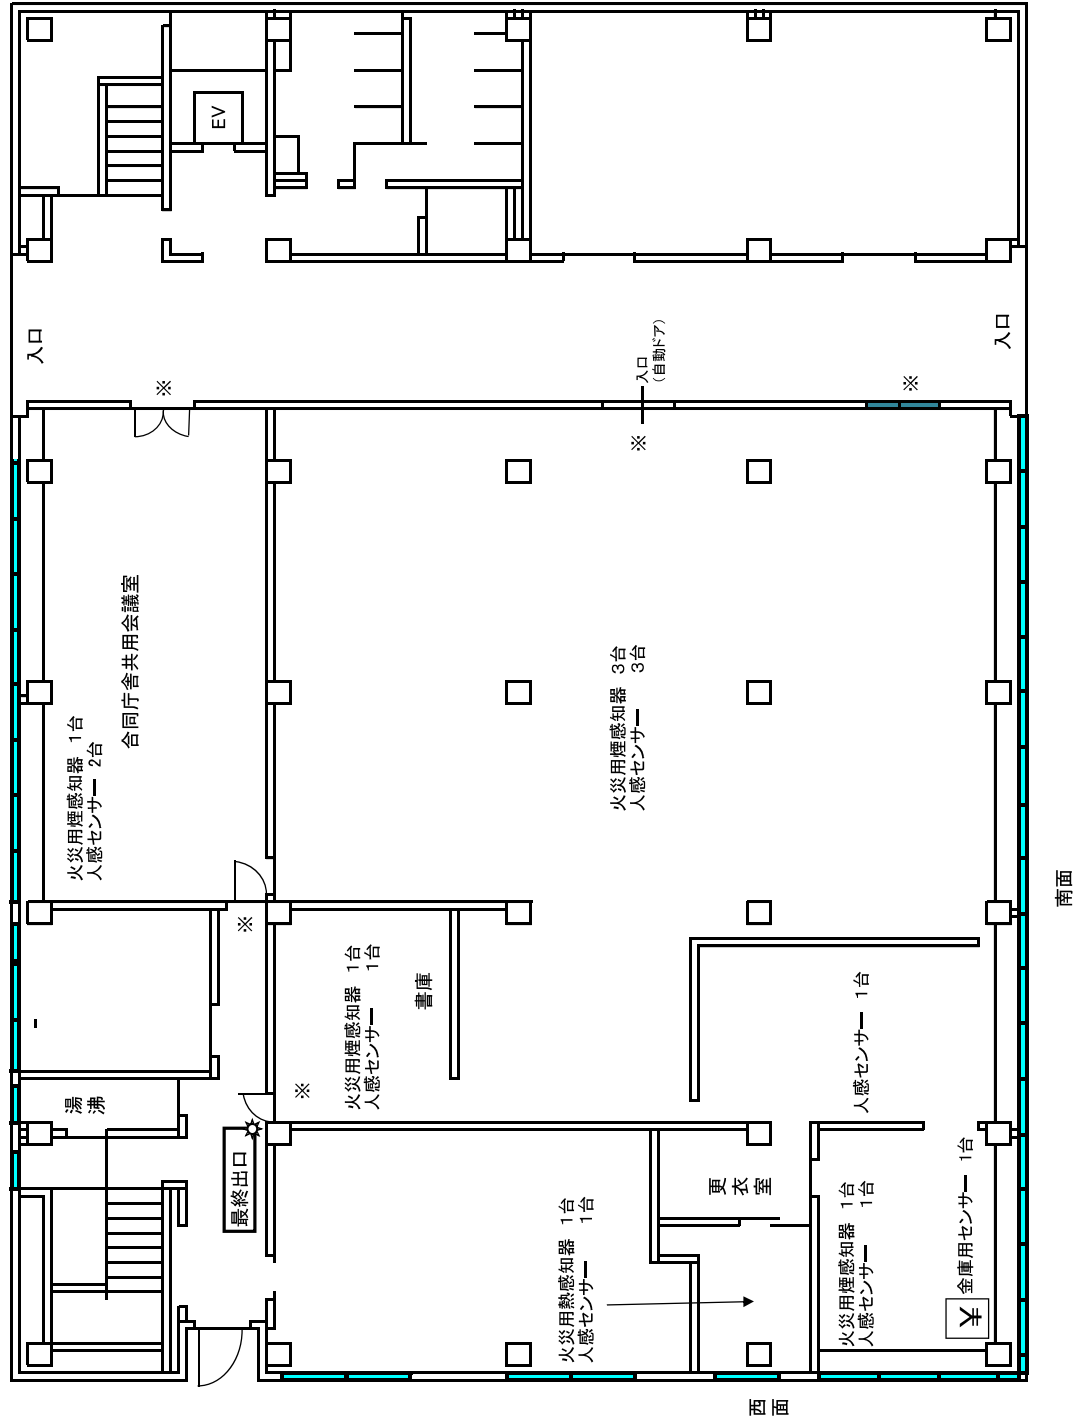 EV
入口
入口
※
入口
（自動ドア）
※
※
合同庁舎共用会議室
火災用煙感知器　1台
人感センサー 2台
火災用煙感知器　3台
人感センサー　　3台
南面
※
火災用煙感知器　1台
人感センサー　　1台
書庫
人感センサー　1台
※
湯
沸
最終出口
更
衣
室
火災用熱感知器　1台
人感センサー　　1台
火災用煙感知器　1台
人感センサー　　1台
金庫用センサー　1台
￥
西
面